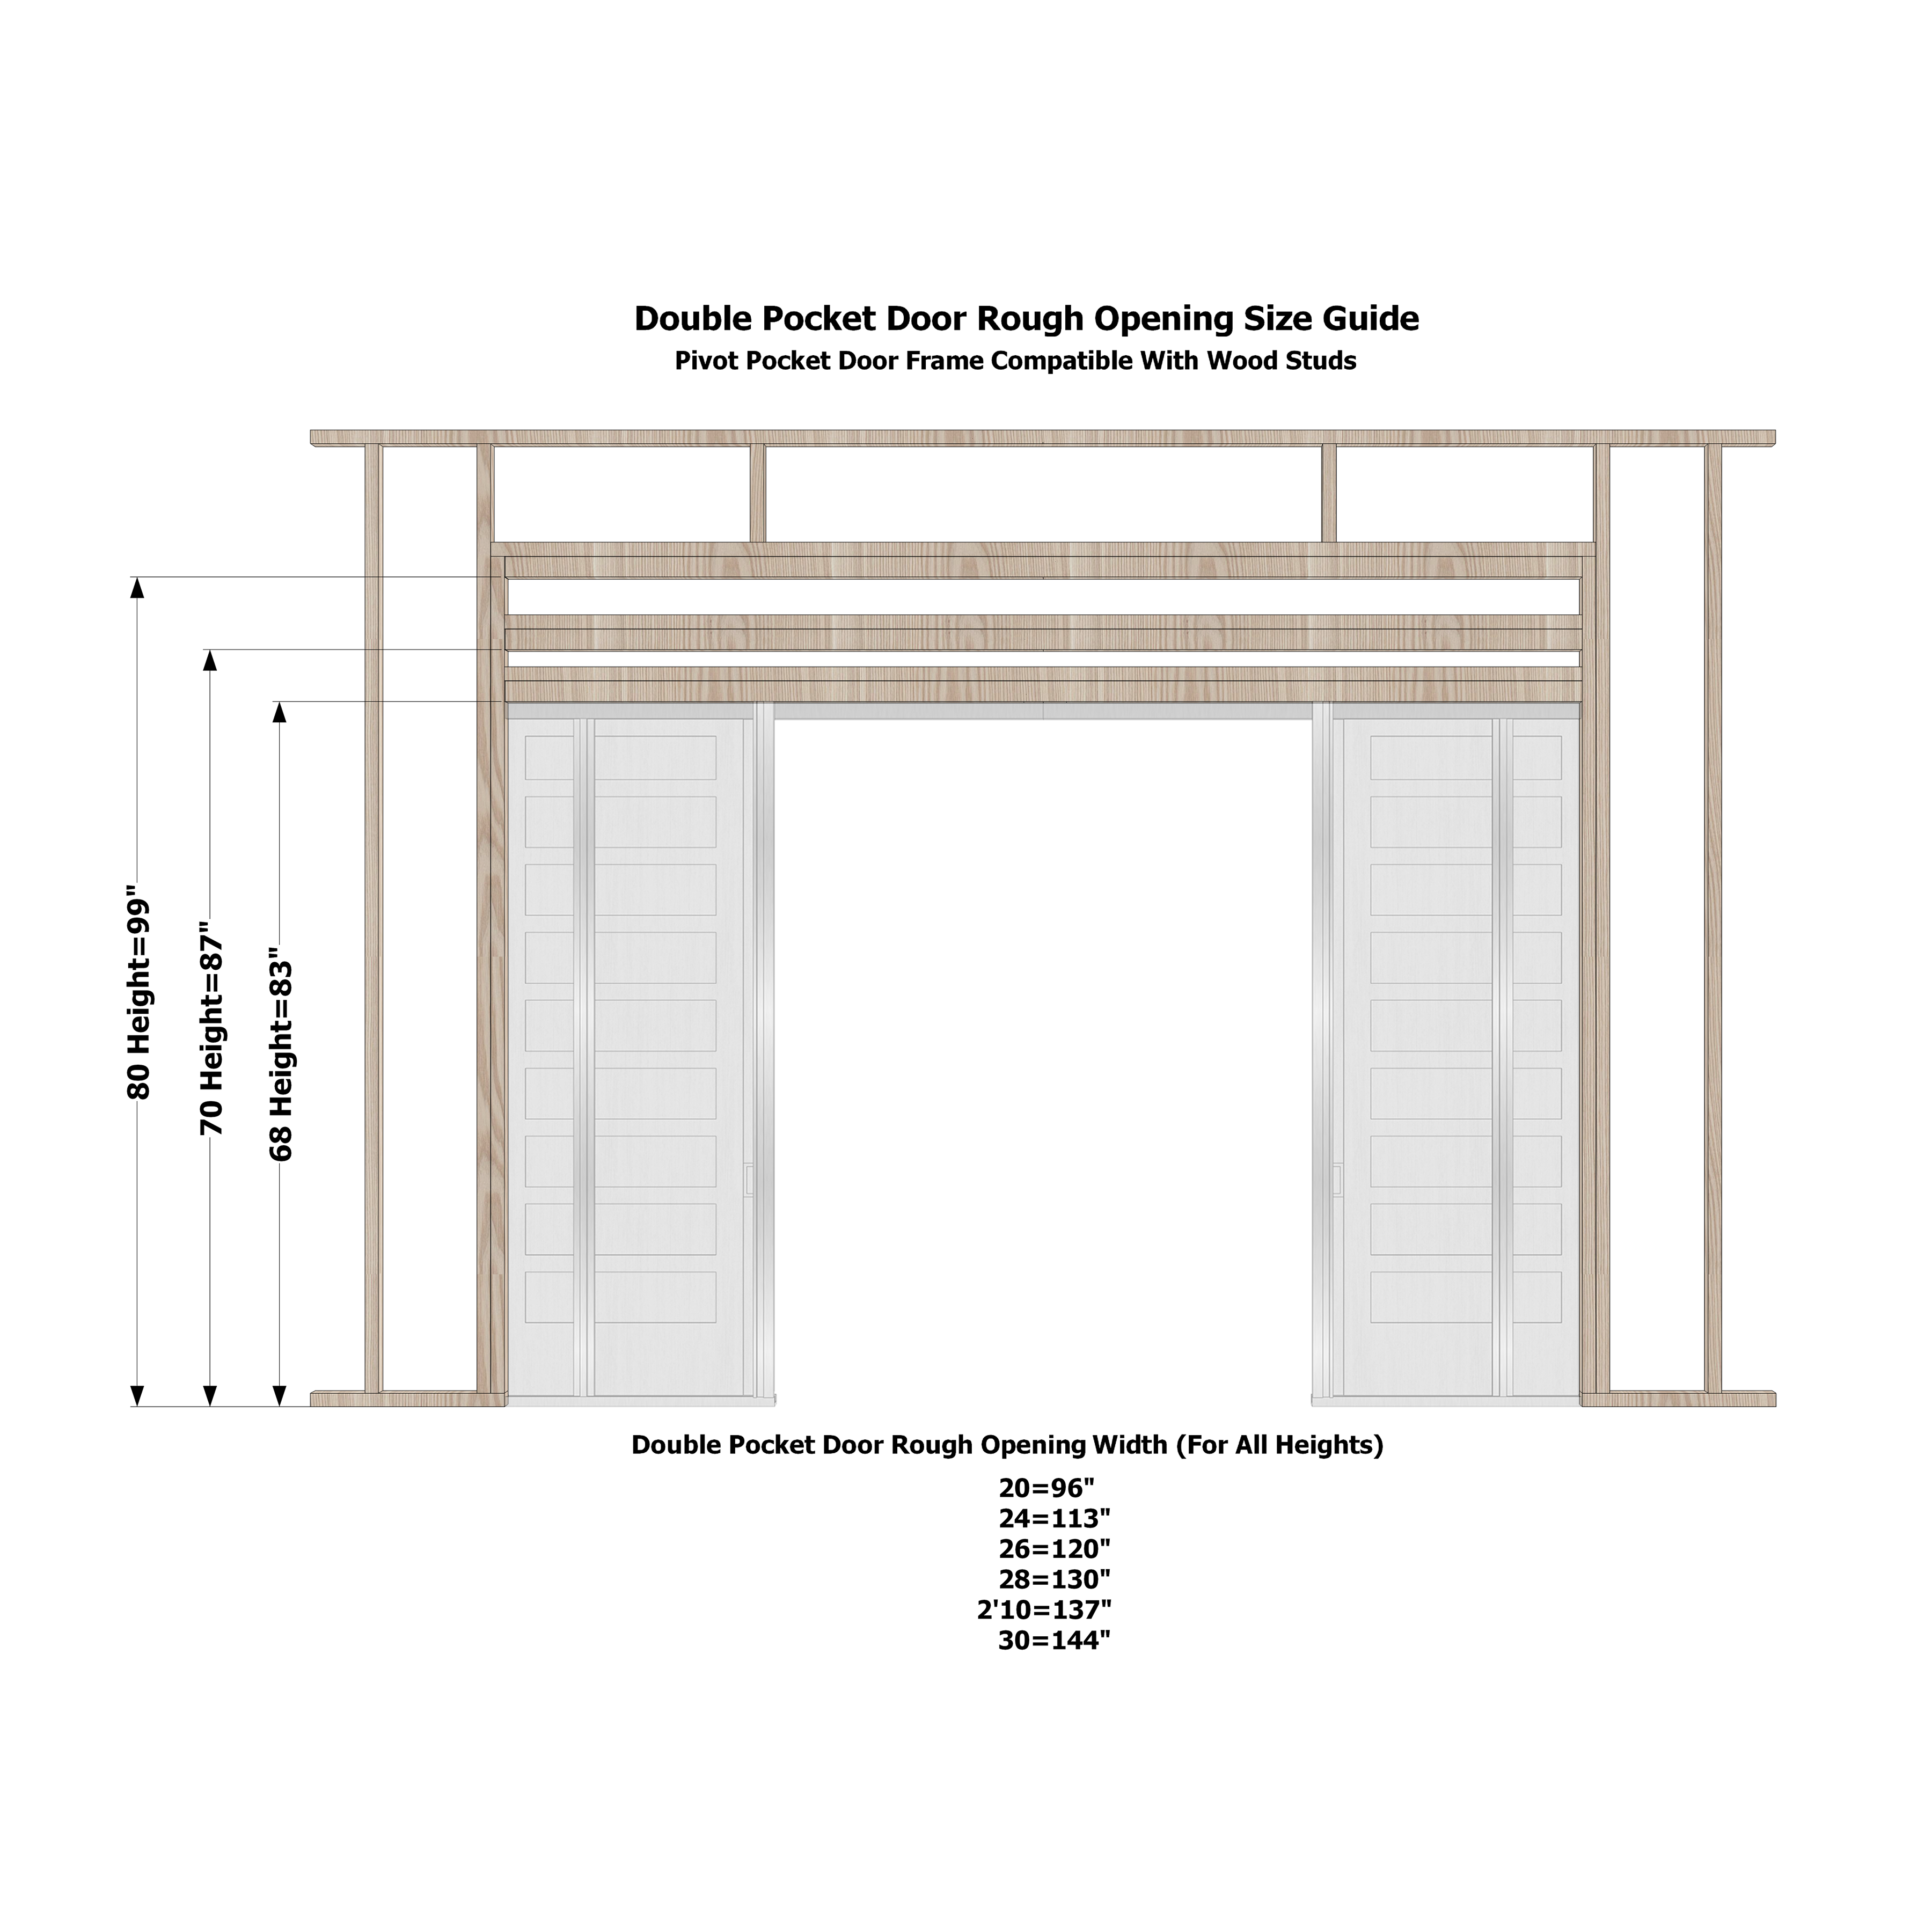 Double Pocket Door Rough Opening Size Guide
Pivot Pocket Door Frame Compatible With Wood Studs
80 Height=99"
70 Height=87"
68 Height=83"
Double Pocket Door Rough Opening Width (For All Heights)
20=96"
24=113"
26=120"
28=130"
2'10=137"
30=144"